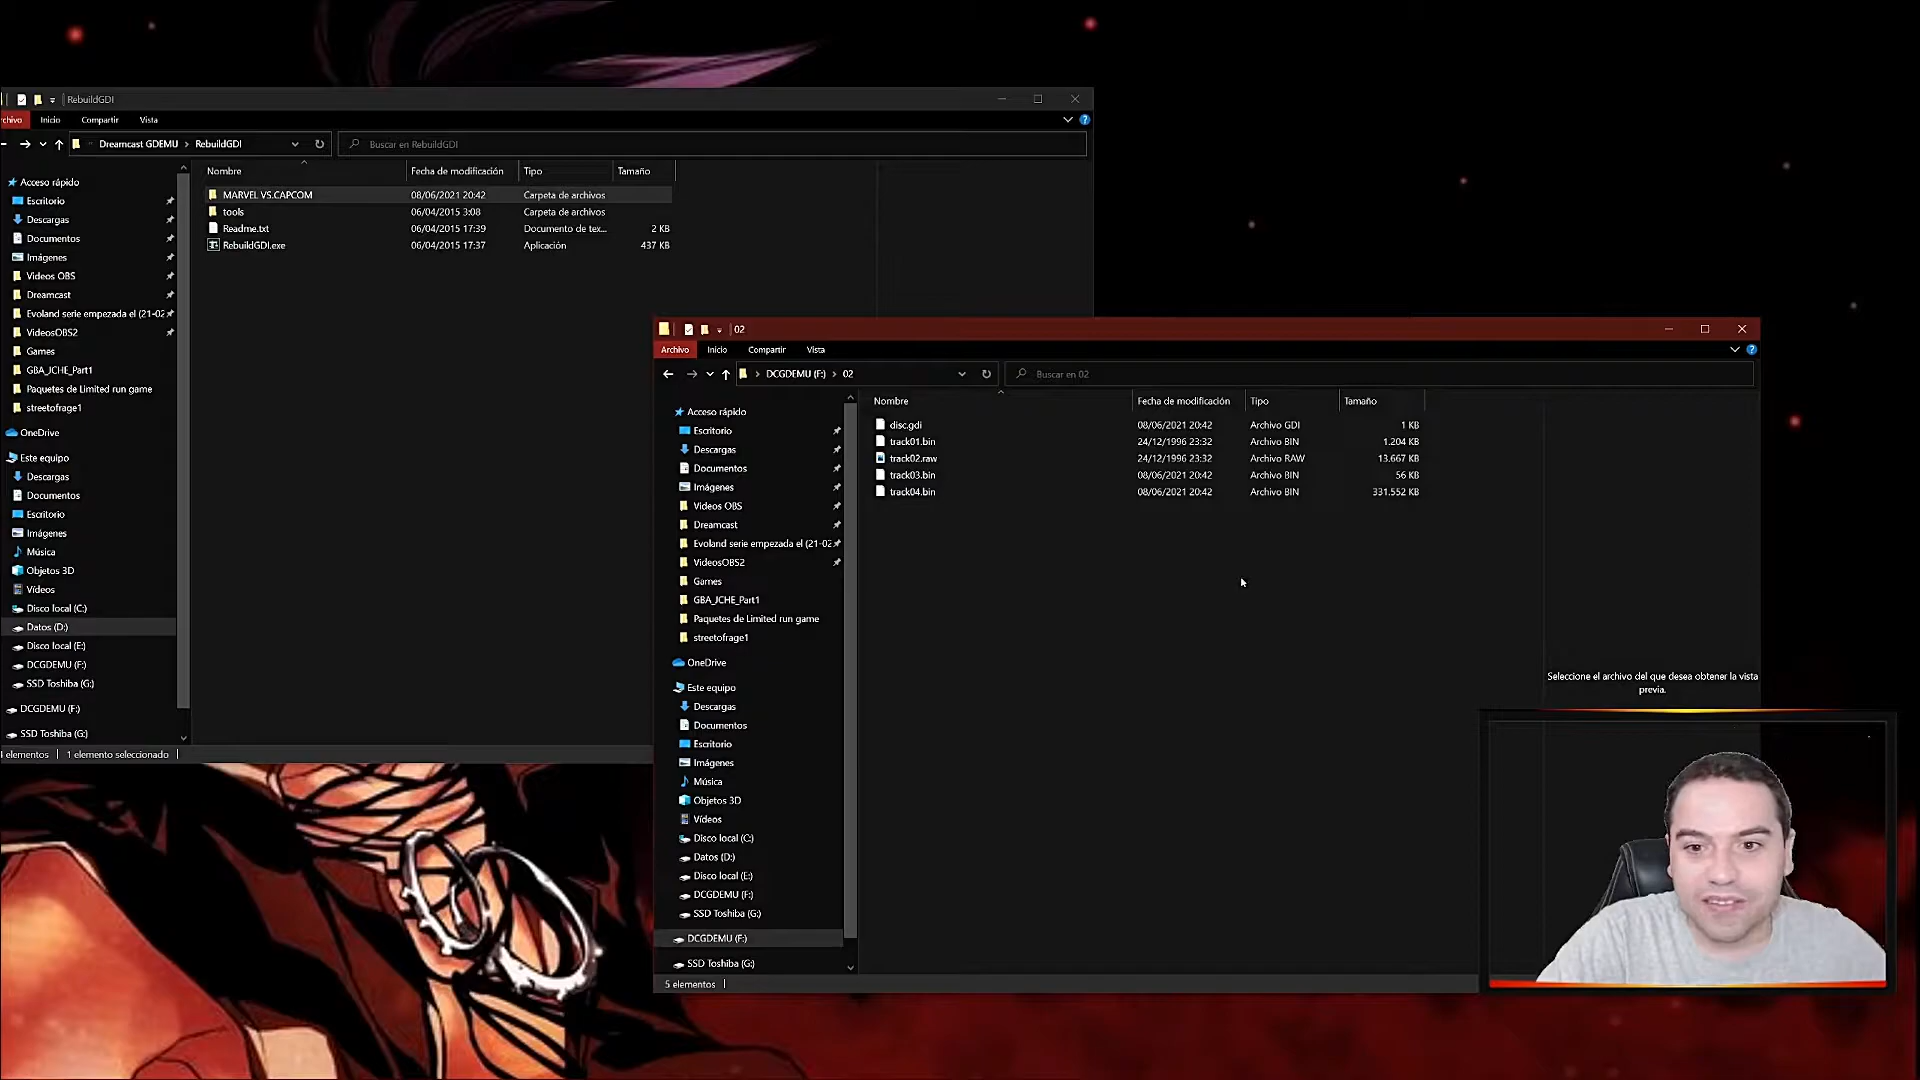 RebuildGDI
rchivo Inicio Compartir Vista
Dreamcast GDEMU > RebuildGDI Buscar en RebuildGDI
Nombre Fecha de modificación Tipo Tamaño
MARVEL VS.CAPCOM 08/06/2021 20:42 Carpeta de archivos
tools 06/04/2015 3:08 Carpeta de archivos
Readme.txt 06/04/2015 17:39 Documento de tex... 2 KB
RebuildGDI.exe 06/04/2015 17:37 Aplicación 437 KB
Acceso rápido
Escritorio
Descargas
Documentos
Imágenes
Videos OBS
Dreamcast
Evoland serie empezada el (21-02
VideosOBS2
Games
GBA_JCHE_Part1
Paquetes de Limited run game
streetofrage1
OneDrive
Este equipo
Descargas
Documentos
Escritorio
Imágenes
Música
Objetos 3D
Vídeos
Disco local (C:)
Datos (D:)
Disco local (E:)
DCGDEMU (F:)
SSD Toshiba (G:)
DCGDEMU (F:)
SSD Toshiba (G:)
elementos 1 elemento seleccionado
02
Archivo Inicio Compartir Vista
> DCGDEMU (F:) > 02 Buscar en 02
Nombre Fecha de modificación Tipo Tamaño
disc.gdi 08/06/2021 20:42 Archivo GDI 1 KB
track01.bin 24/12/1996 23:32 Archivo BIN 1.204 KB
track02.raw 24/12/1996 23:32 Archivo RAW 13.667 KB
track03.bin 08/06/2021 20:42 Archivo BIN 56 KB
track04.bin 08/06/2021 20:42 Archivo BIN 331.552 KB
Acceso rápido
Escritorio
Descargas
Documentos
Imágenes
Videos OBS
Dreamcast
Evoland serie empezada el (21-02
VideosOBS2
Games
GBA_JCHE_Part1
Paquetes de Limited run game
streetofrage1
OneDrive
Este equipo
Descargas
Documentos
Escritorio
Imágenes
Música
Objetos 3D
Vídeos
Disco local (C:)
Datos (D:)
Disco local (E:)
DCGDEMU (F:)
SSD Toshiba (G:)
DCGDEMU (F:)
SSD Toshiba (G:)
5 elementos
Seleccione el archivo del que desea obtener la vista
previa.